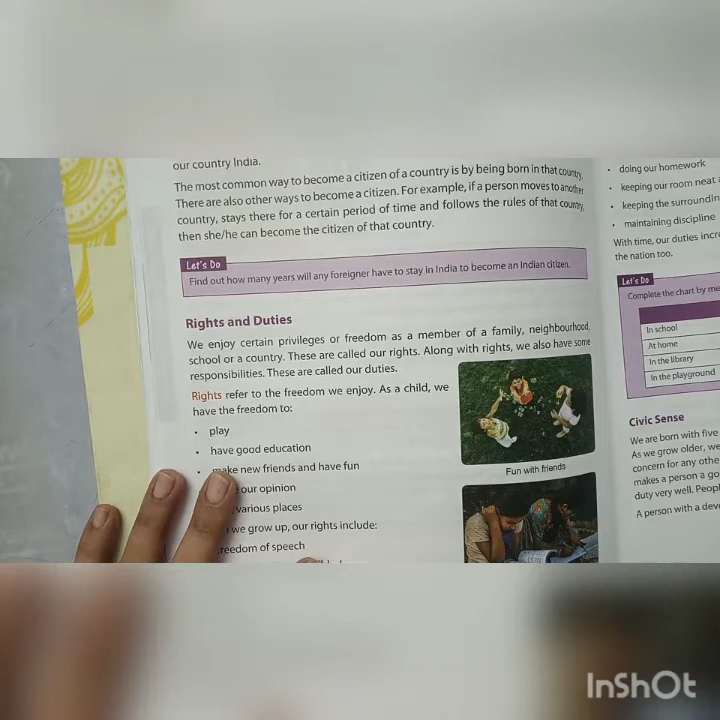 our country India.
The most common way to become a citizen of a country is by being born in that country.
There are also other ways to become a citizen. For example, if a person moves to another
country, stays there for a certain period of time and follows the rules of that country,
then she/he can become the citizen of that country.
Let's Do
Find out how many years will any foreigner have to stay in India to become an Indian citizen.
Rights and Duties
We enjoy certain privileges or freedom as a member of a family, neighbourhood,
school or a country. These are called our rights. Along with rights, we also have some
responsibilities. These are called our duties.
Rights refer to the freedom we enjoy. As a child, we
have the freedom to:
• play
• have good education
• make new friends and have fun
our opinion
various places
we grow up, our rights include:
freedom of speech
Fun with friends
• doing our homework
• keeping our room neat
• keeping the
• maintaining discipline
With time, our duties
the nation too.
Let's Do
Complete the chart by
In school
At home
In the library
In the playground
Civic Sense
We are born with five
As we grow older, we
concern for any
makes a person a
duty very well.
A person with a
InShOt